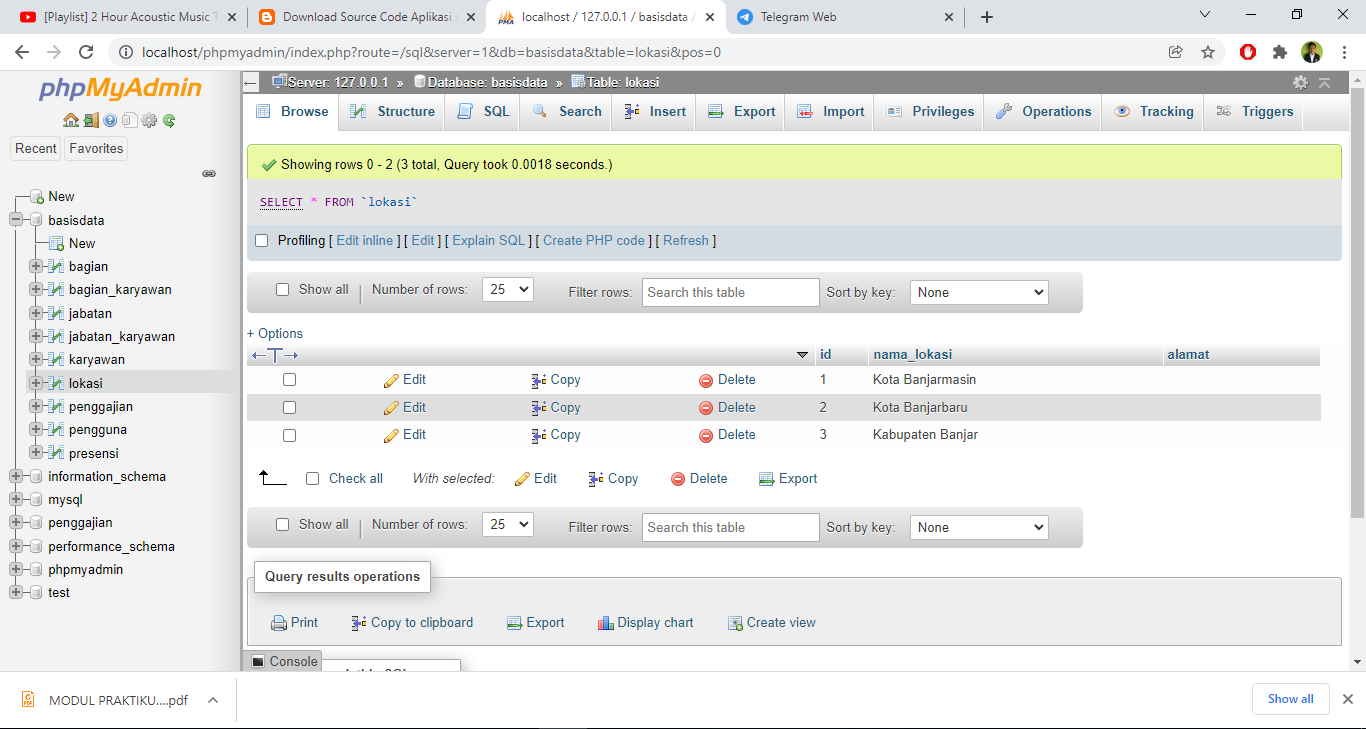 [Playlist] 2 Hour Acoustic Music T
Download Source Code Aplikasi
localhost / 127.0.0.1 / basisdata /
Telegram Web
localhost/phpmyadmin/index.php?route=/sql&server=1&db=basisdata&table=lokasi&pos=0
phpMyAdmin
Recent
Favorites
New
basisdata
New
bagian
bagian_karyawan
jabatan
jabatan_karyawan
karyawan
lokasi
penggajian
pengguna
presensi
information_schema
mysql
penggajian
performance_schema
phpmyadmin
test
Server: 127.0.0.1 » Database: basisdata » Table: lokasi
Browse Structure SQL Search Insert Export Import Privileges Operations Tracking Triggers
Showing rows 0 - 2 (3 total, Query took 0.0018 seconds.)
SELECT * FROM `lokasi`
Profiling [ Edit inline ] [ Edit ] [ Explain SQL ] [ Create PHP code ] [ Refresh ]
Show all | Number of rows: 25 Filter rows: Search this table Sort by key: None
+ Options
id nama_lokasi alamat
Edit Copy Delete 1 Kota Banjarmasin
Edit Copy Delete 2 Kota Banjarbaru
Edit Copy Delete 3 Kabupaten Banjar
Check all With selected: Edit Copy Delete Export
Show all | Number of rows: 25 Filter rows: Search this table Sort by key: None
Query results operations
Print Copy to clipboard Export Display chart Create view
Console
MODUL PRAKTIKU....pdf
Show all